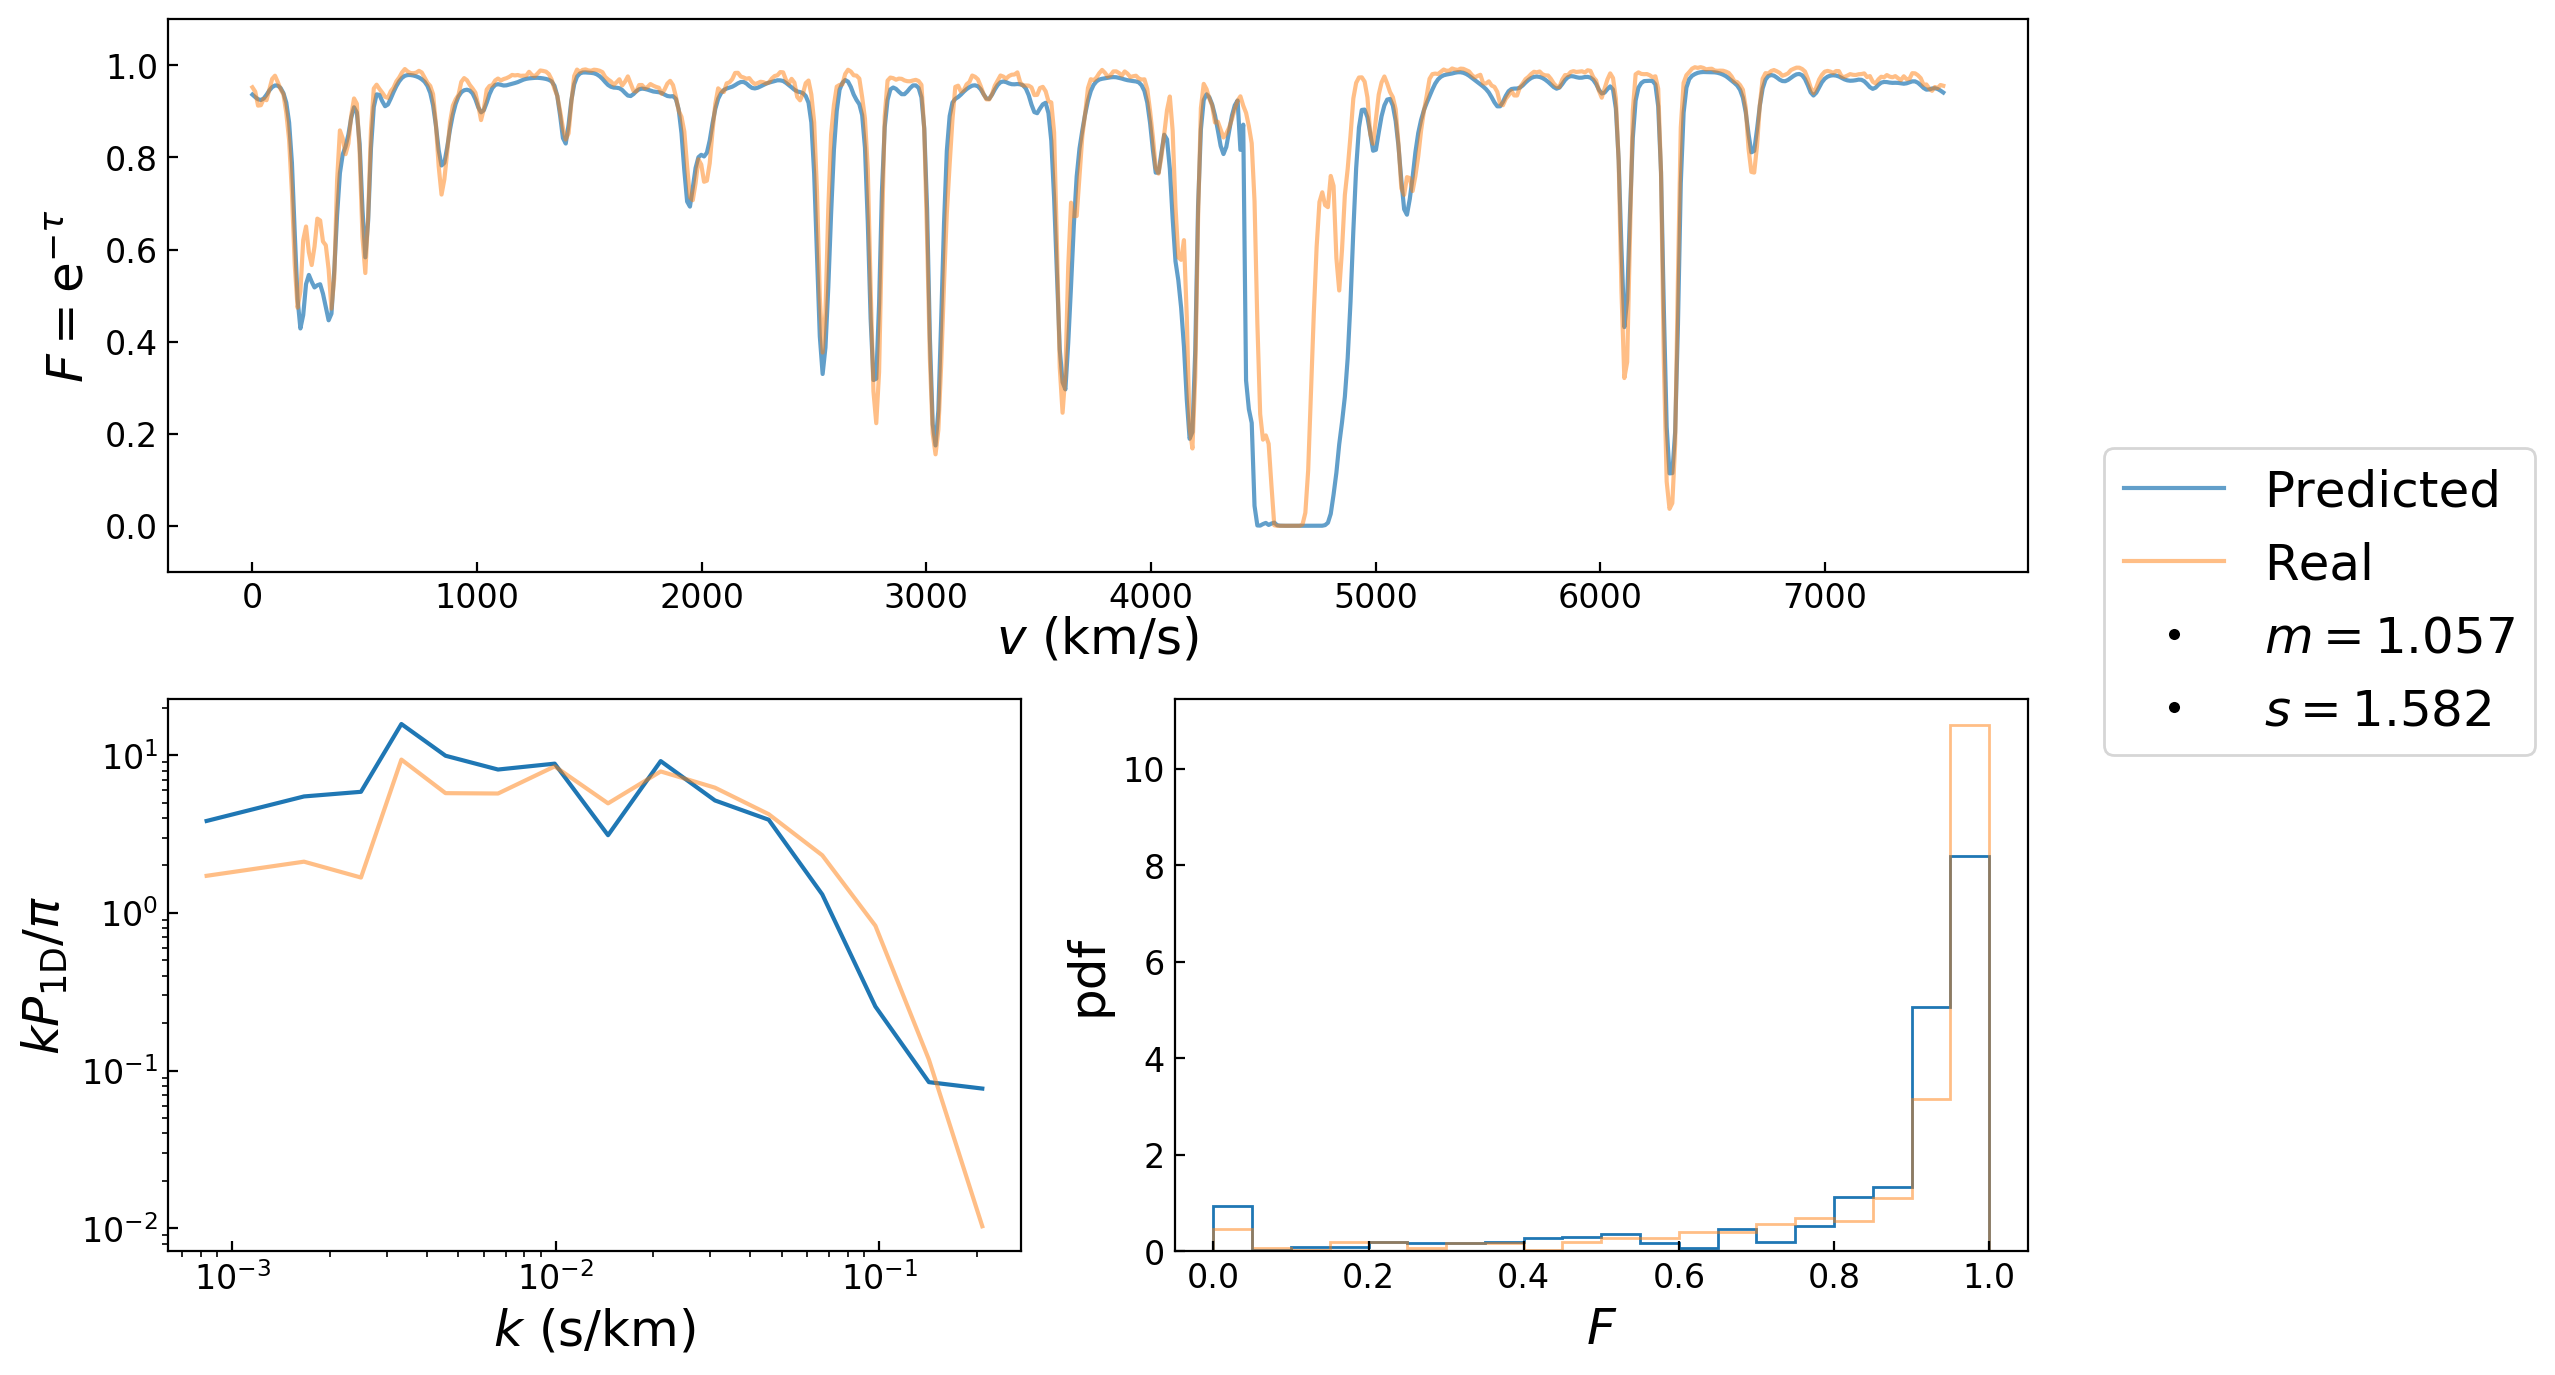 1.0
0.8
0.6
0.4
0.2
0.0
F = e^{−τ}
0 1000 2000 3000 4000 5000 6000 7000
v (km/s)
Predicted
Real
m = 1.057
s = 1.582
10^1
10^0
10^{−1}
10^{−2}
kP_{1D}/π
10^{−3} 10^{−2} 10^{−1}
k (s/km)
10
8
6
4
2
0
pdf
0.0 0.2 0.4 0.6 0.8 1.0
F